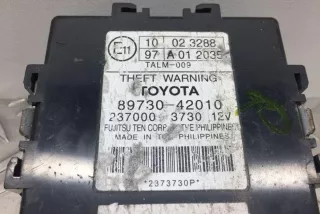 E11
10 02 3288
97 A 01 2035
TALM-009
THEFT WARNING
TOYOTA
89730-42010
237000 3730 12V
FUJITSU TEN CORP. PHILIPPINE
MADE IN THE PHILIPPINES
*2373730P*